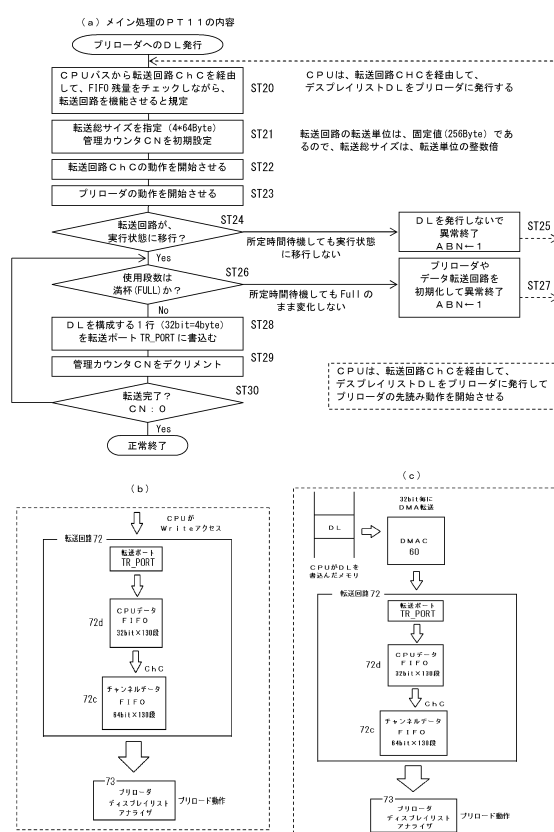 (a) メイン処理のPT11の内容
プリローダへのDL発行
CPUバスから転送回路ChCを経由
して、FIFO残量をチェックしながら、
転送回路を機能させると規定
ST20
CPUは、転送回路CHCを経由して、
デスプレイリストDLをプリローダに発行する
転送総サイズを指定(4*64Byte)
管理カウンタCNを初期設定
ST21
転送回路の転送単位は、固定値(256Byte)であ
るので、転送総サイズは、転送単位の整数倍
転送回路ChCの動作を開始させる
ST22
プリローダの動作を開始させる
ST23
転送回路が、
実行状態に移行?
ST24
所定時間待機しても実行状態
に移行しない
DLを発行しないで
異常終了
ABN←1
ST25
Yes
使用段数は
満杯(FULL)か?
ST26
所定時間待機してもFullの
まま変化しない
プリローダや
データ転送回路を
初期化して異常終了
ABN←1
ST27
No
DLを構成する1行(32bit=4byte)
を転送ポートTR_PORTに書込む
ST28
管理カウンタCNをデクリメント
ST29
転送完了?
CN:0
ST30
Yes
正常終了
CPUは、転送回路ChCを経由して、
デスプレイリストDLをプリローダに発行して
プリローダの先読み動作を開始させる
(b)
CPUが
Writeアクセス
転送回路72
転送ポート
TR_PORT
72d
CPUデータ
FIFO
32bit×130段
ChC
72c
チャンネルデータ
FIFO
64bit×130段
73
プリローダ
ディスプレイリスト
アナライザ
プリロード動作
(c)
32bit毎に
DMA転送
DL
DMAC
60
CPUがDLを
書込んだメモリ
転送回路72
転送ポート
TR_PORT
72d
CPUデータ
FIFO
32bit×130段
ChC
72c
チャンネルデータ
FIFO
64bit×130段
73
プリローダ
ディスプレイリスト
アナライザ
プリロード動作